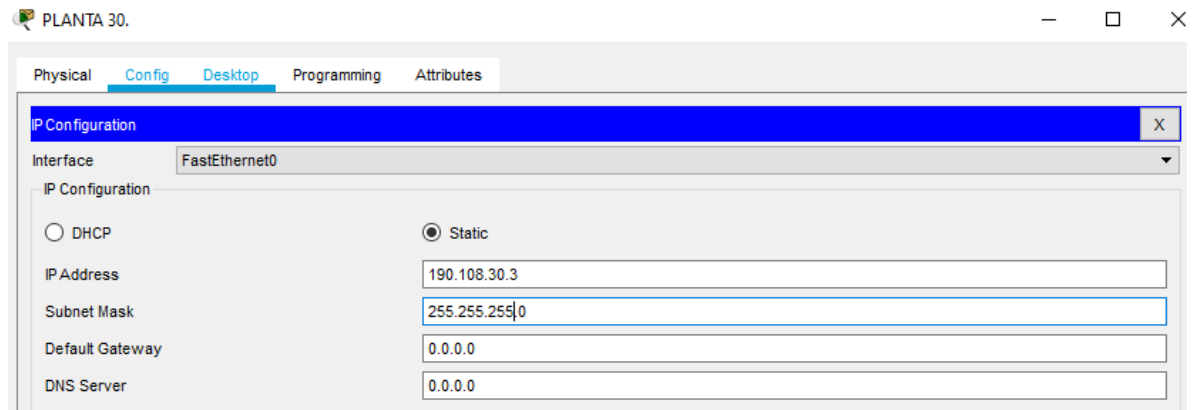 PLANTA 30.
Physical Config Desktop Programming Attributes
IP Configuration X
Interface FastEthernet0
IP Configuration
DHCP Static
IP Address 190.108.30.3
Subnet Mask 255.255.255.0
Default Gateway 0.0.0.0
DNS Server 0.0.0.0